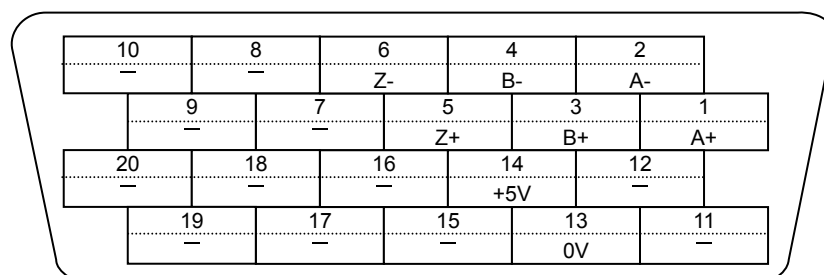 10 8 6 4 2
— — Z- B- A-
9 7 5 3 1
— — Z+ B+ A+
20 18 16 14 12
— — — +5V —
19 17 15 13 11
— — — 0V —